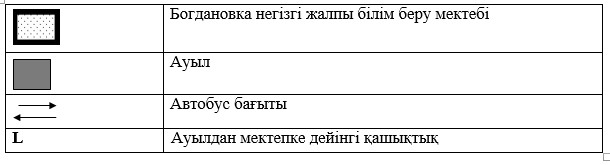 Богдановка негізгі жалпы білім беру мектебі
Ауыл
Автобус бағыты
L Ауылдан мектепке дейінгі қашықтық